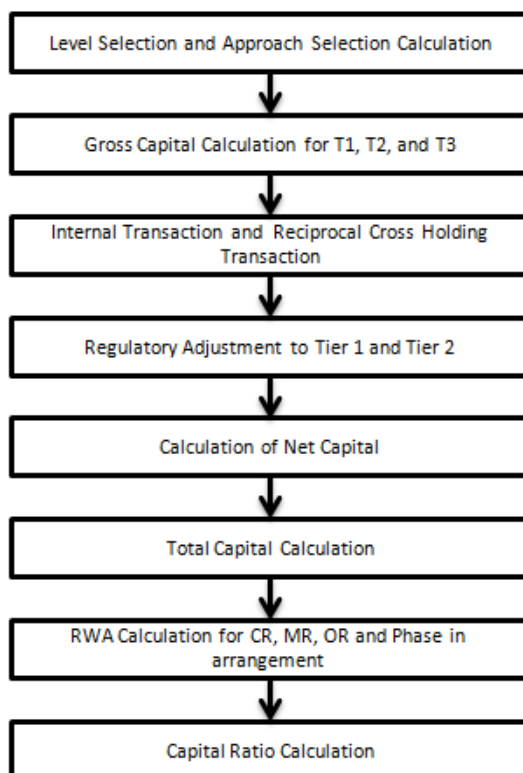 Level Selection and Approach Selection Calculation
Gross Capital Calculation for T1, T2, and T3
Internal Transaction and Reciprocal Cross Holding
Transaction
Regulatory Adjustment to Tier 1 and Tier 2
Calculation of Net Capital
Total Capital Calculation
RWA Calculation for CR, MR, OR and Phase in
arrangement
Capital Ratio Calculation